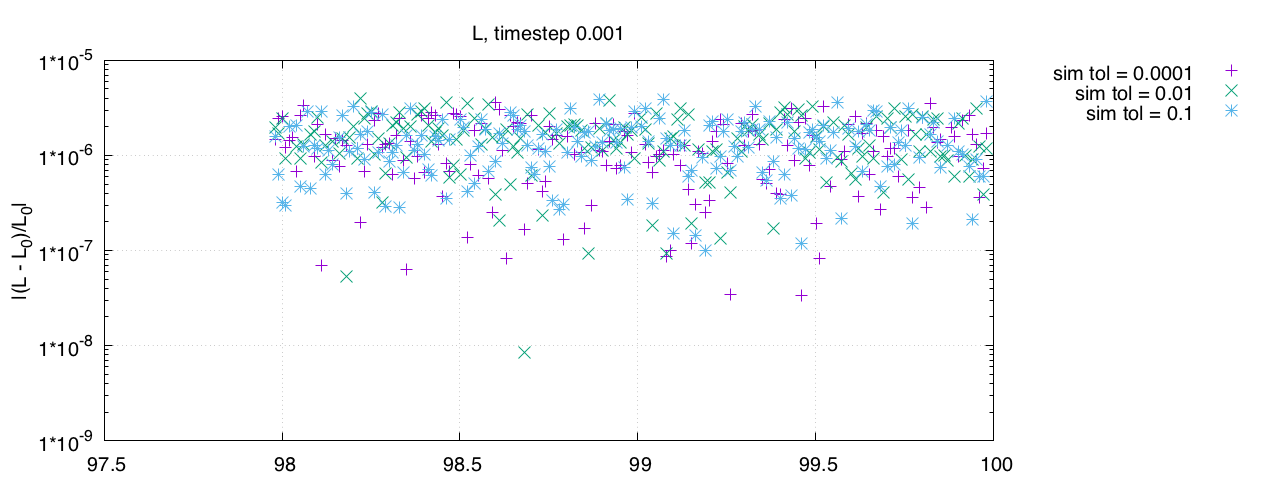 L, timestep 0.001
1*10^-5
1*10^-6
1*10^-7
1*10^-8
1*10^-9
|(L - L_0)/L_0|
97.5 98 98.5 99 99.5 100
sim tol = 0.0001
sim tol = 0.01
sim tol = 0.1